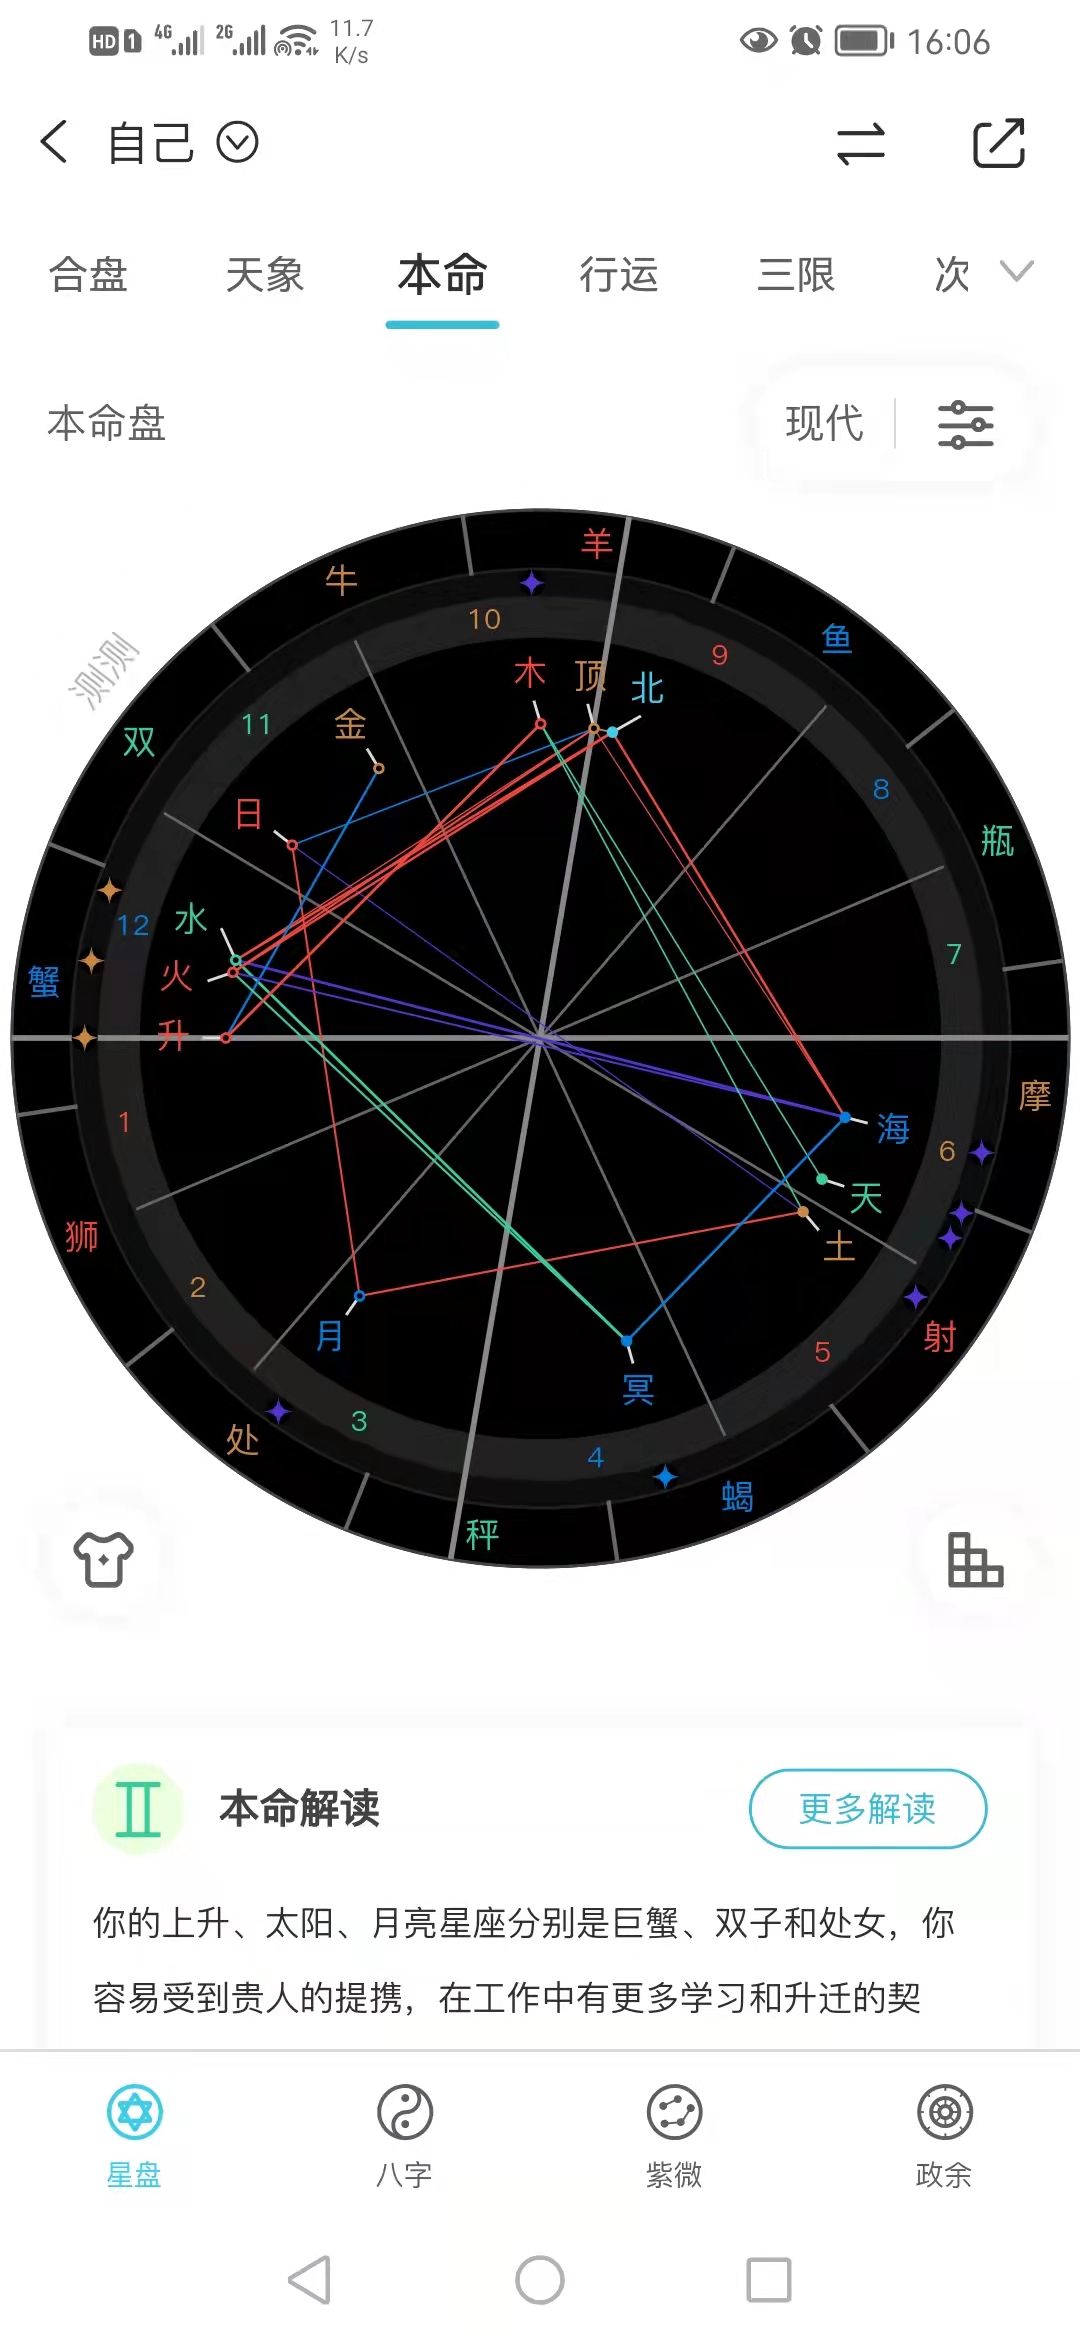 HD 1 4G 2G 11.7 K/s 16:06
自己
合盘 天象 本命 行运 三限 次
本命盘 现代
羊
牛
10
鱼
9
测测
木 顶 北
金
11
双
8
日
瓶
水
12
7
火
蟹
升
摩
1
海
6
天
狮
土
2
月
射
5
冥
3
处
4
蝎
秤
本命解读 更多解读
你的上升、太阳、月亮星座分别是巨蟹、双子和处女，你
容易受到贵人的提携，在工作中有更多学习和升迁的契
星盘 八字 紫微 政余